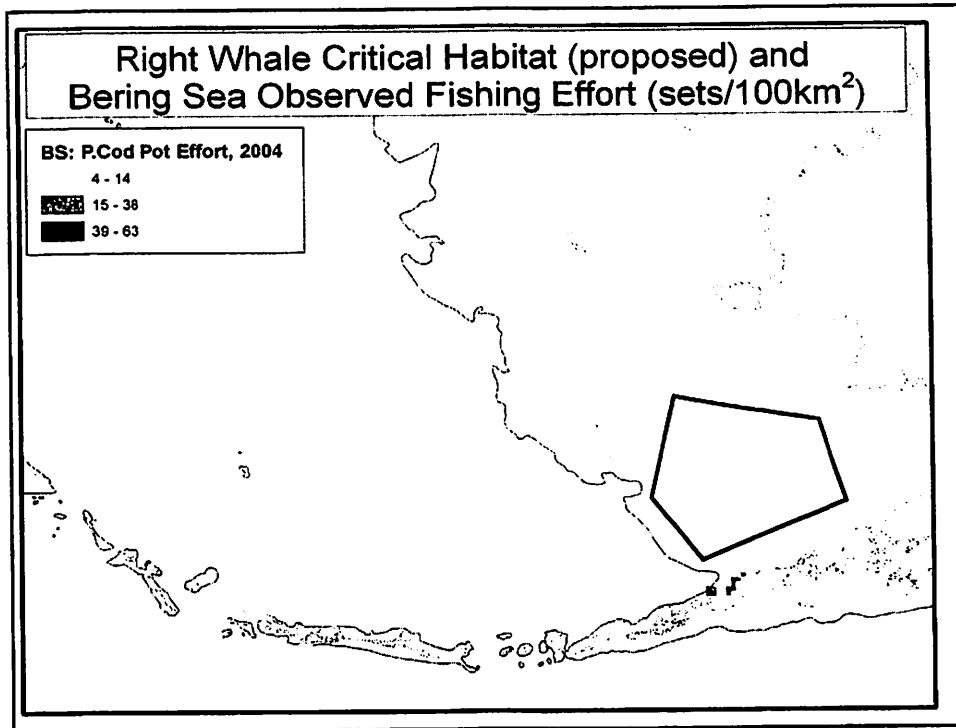 Right Whale Critical Habitat (proposed) and
Bering Sea Observed Fishing Effort (sets/100km²)
BS: P.Cod Pot Effort, 2004
4 - 14
15 - 38
39 - 63